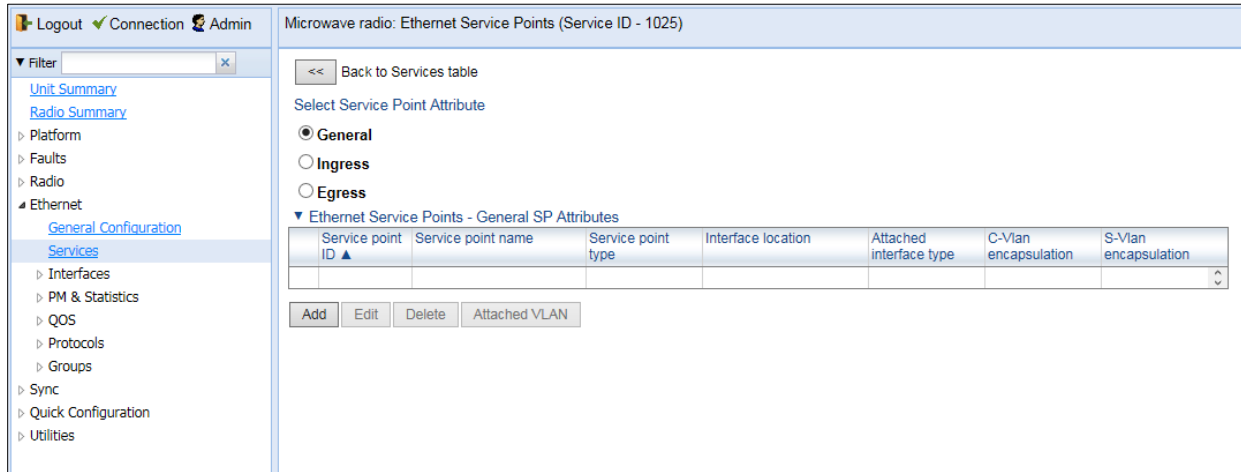 Logout Connection Admin
Microwave radio: Ethernet Service Points (Service ID - 1025)
Filter
Unit Summary
Radio Summary
Platform
Faults
Radio
Ethernet
General Configuration
Services
Interfaces
PM & Statistics
QOS
Protocols
Groups
Sync
Quick Configuration
Utilities
<< Back to Services table
Select Service Point Attribute
General
Ingress
Egress
Ethernet Service Points - General SP Attributes
Service point Service point name Service point Interface location Attached C-Vlan S-Vlan
ID ▲ type interface type encapsulation encapsulation
Add Edit Delete Attached VLAN